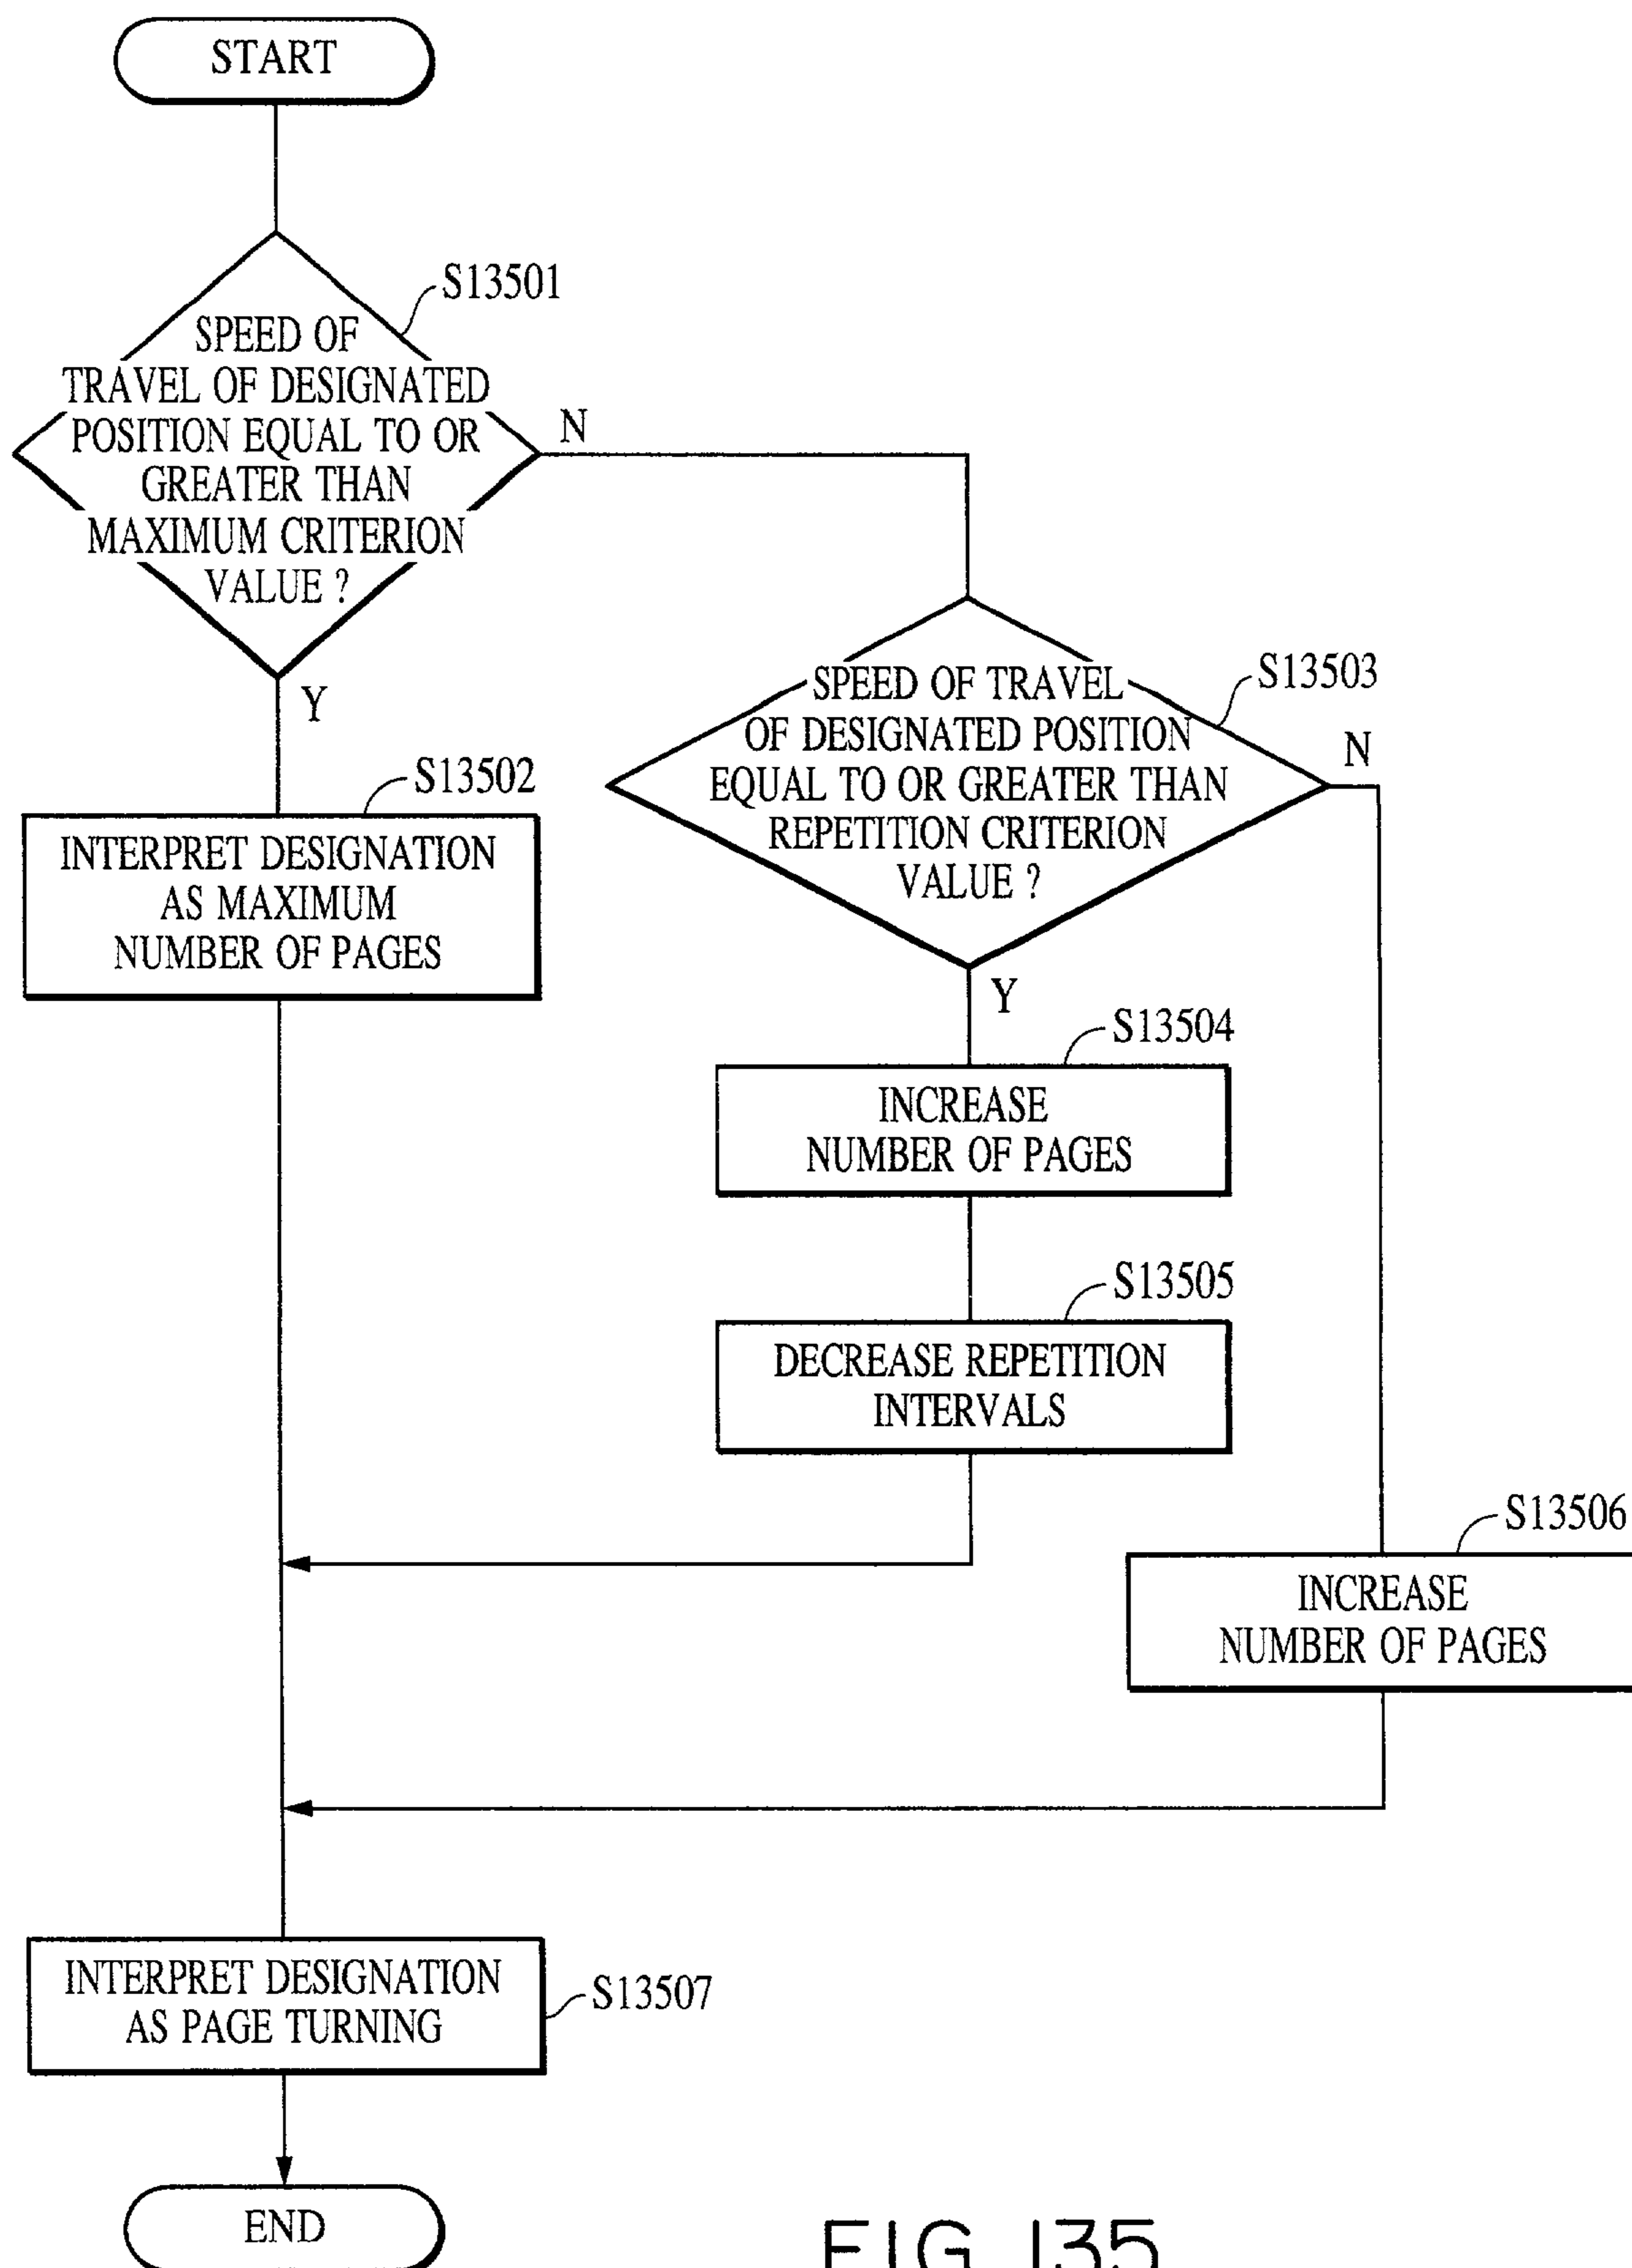 START
S13501
SPEED OF
TRAVEL OF DESIGNATED
POSITION EQUAL TO OR
GREATER THAN
MAXIMUM CRITERION
VALUE ?
N
Y
S13502
INTERPRET DESIGNATION
AS MAXIMUM
NUMBER OF PAGES
S13503
SPEED OF TRAVEL
OF DESIGNATED POSITION
EQUAL TO OR GREATER THAN
REPETITION CRITERION
VALUE ?
N
Y
S13504
INCREASE
NUMBER OF PAGES
S13505
DECREASE REPETITION
INTERVALS
S13506
INCREASE
NUMBER OF PAGES
INTERPRET DESIGNATION
AS PAGE TURNING
S13507
END
FIG. 135